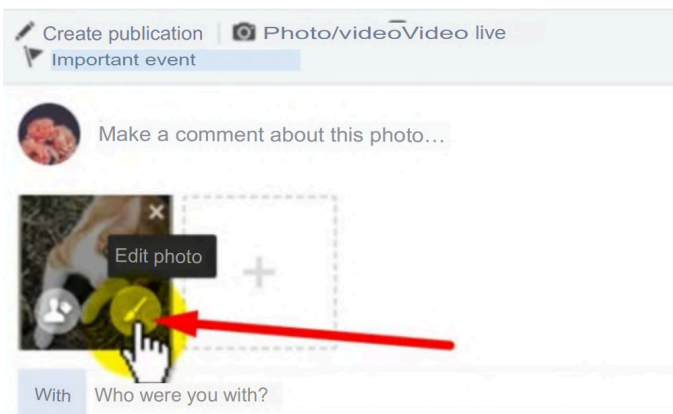 Create publication Photo/videoVideo live
Important event
Make a comment about this photo…
Edit photo
With Who were you with?